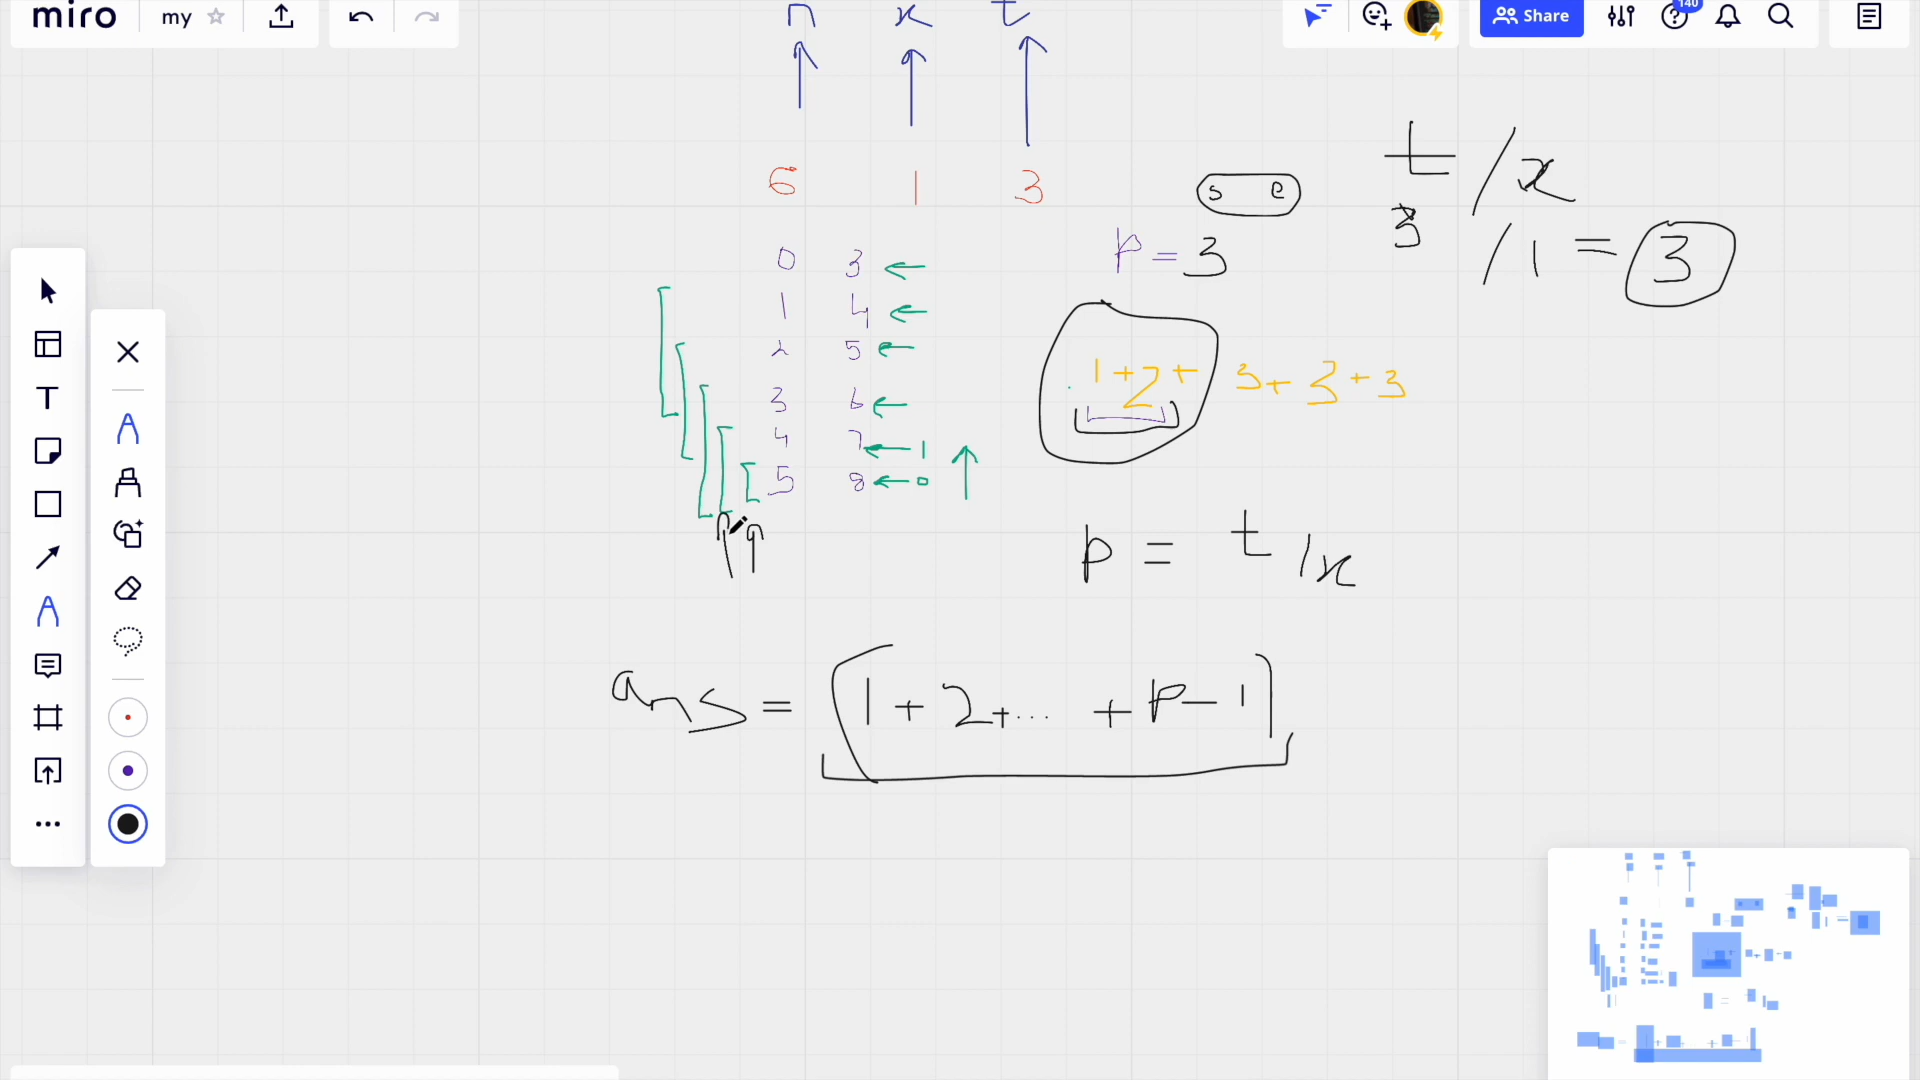 miro my Share 140
n x t
6 1 3
t / x
s e
3 / 1 = 3
0 3
p = 3
1 4
2 5
1 + 2 + 3 + 3 + 3
3 6
4 7 1
5 8 0
p = t / x
ans = [1 + 2 + ... + p - 1]
T